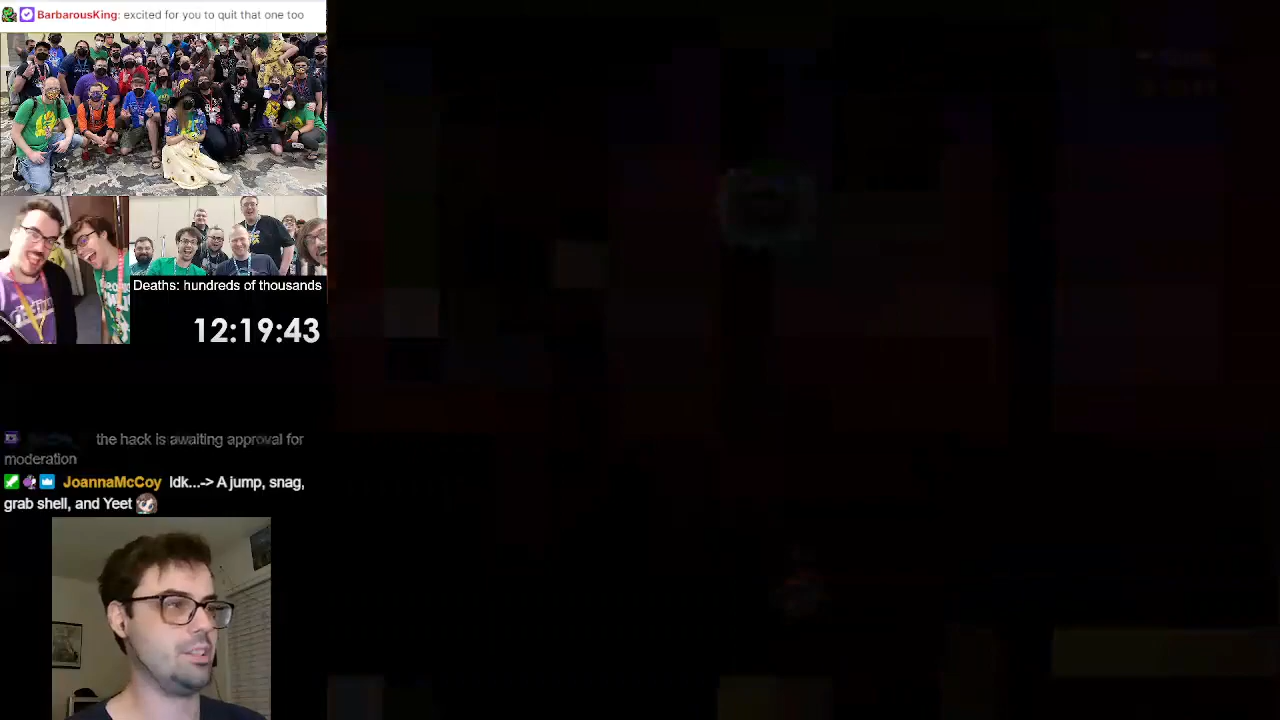 BarbarousKing: excited for you to quit that one too
Deaths: hundreds of thousands
12:19:43
the hack is awaiting approval for
moderation
JoannaMcCoy Idk...-> A jump, snag,
grab shell, and Yeet